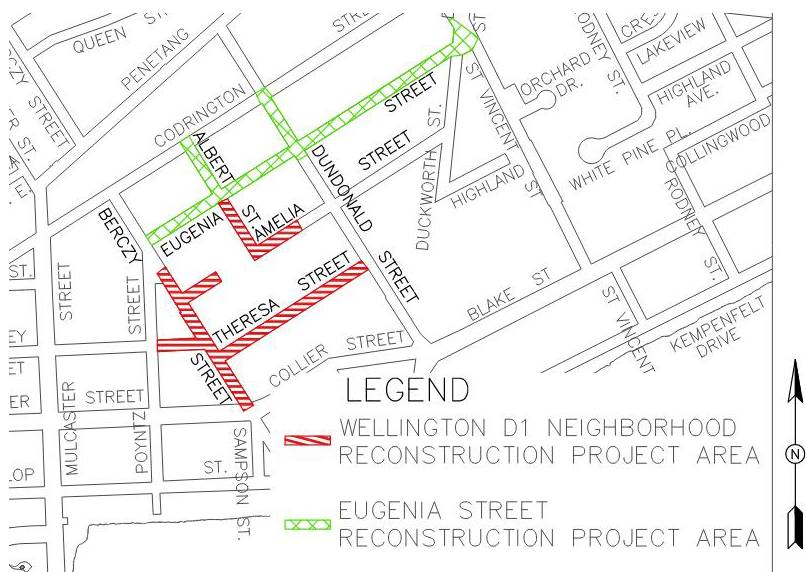 QUEEN STREET
PENETANG STREET
RODNEY ST.
LAKEVIEW
ORCHARD
DR.
HIGHLAND
AVE.
CODRINGTON
ALBERT ST.
EUGENIA STREET
ST VINCENT ST
DUCKWORTH ST.
WHITE PINE PL.
COLLINGWOOD
RODNEY ST.
BERCZY STREET
AMELIA STREET
DUNDONALD STREET
HIGHLAND
BLAKE ST
ST VINCENT
KEMPENFELT
DRIVE
THERESA STREET
COLLIER STREET
ST.
MULCASTER STREET
POYNTZ STREET
STREET
ST.
SAMPSON ST.
LEGEND
WELLINGTON D1 NEIGHBORHOOD
RECONSTRUCTION PROJECT AREA
EUGENIA STREET
RECONSTRUCTION PROJECT AREA
N